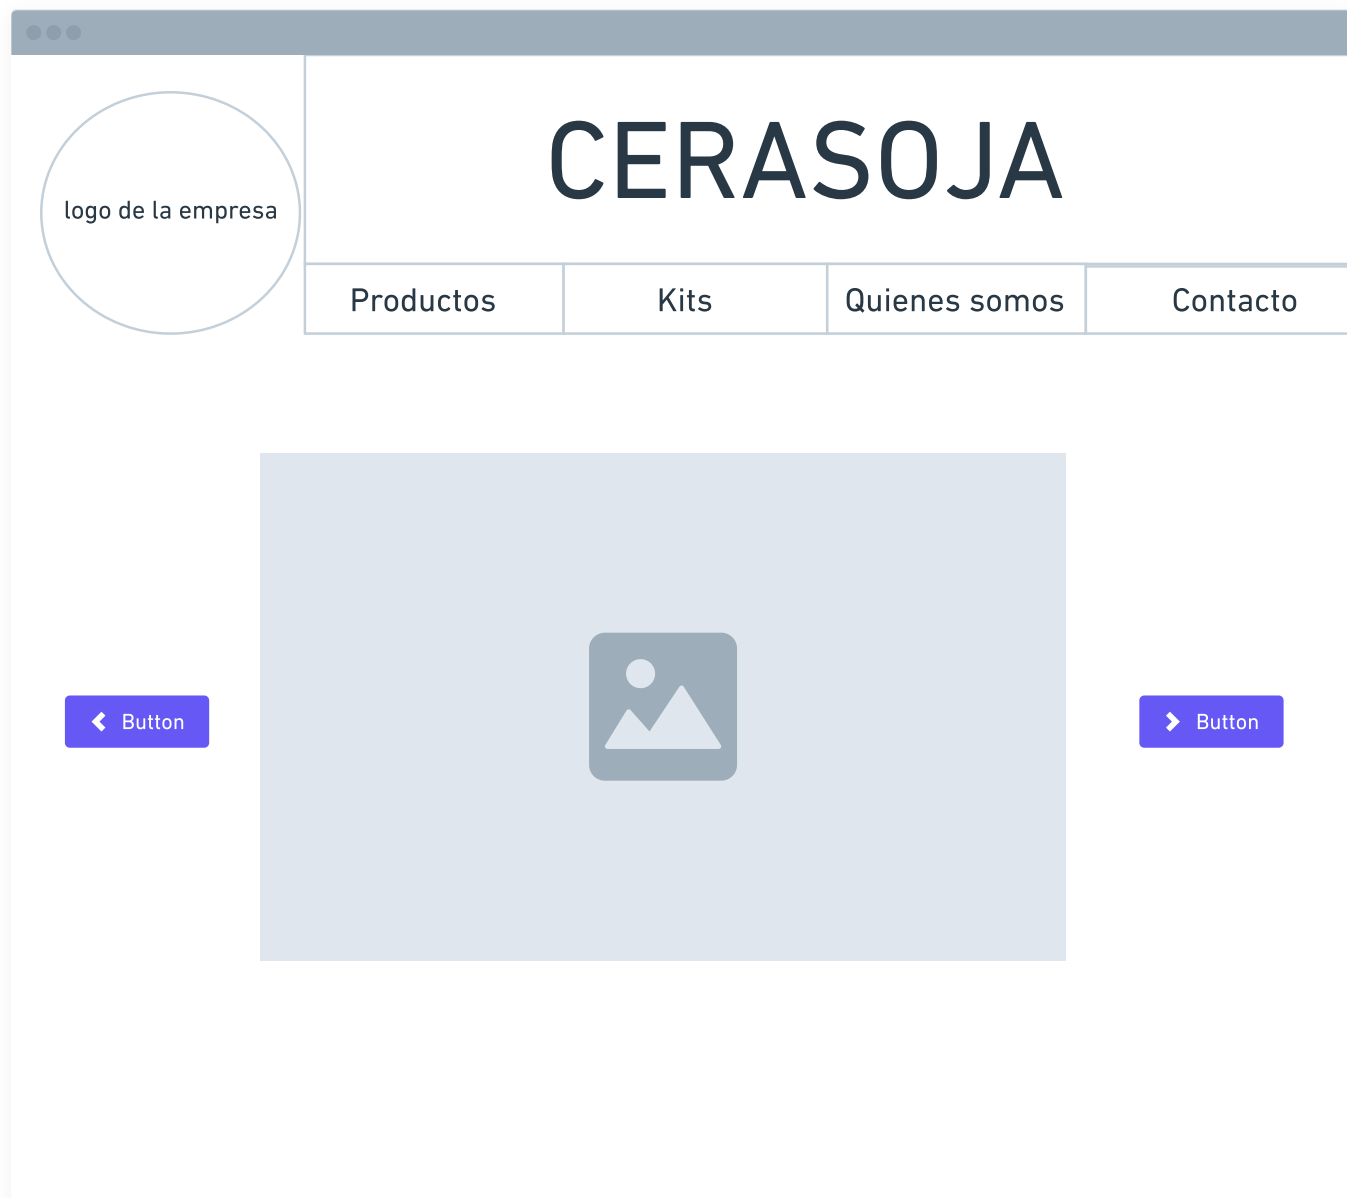 CERASOJA
logo de la empresa
Productos
Kits
Quienes somos
Contacto
Button
Button